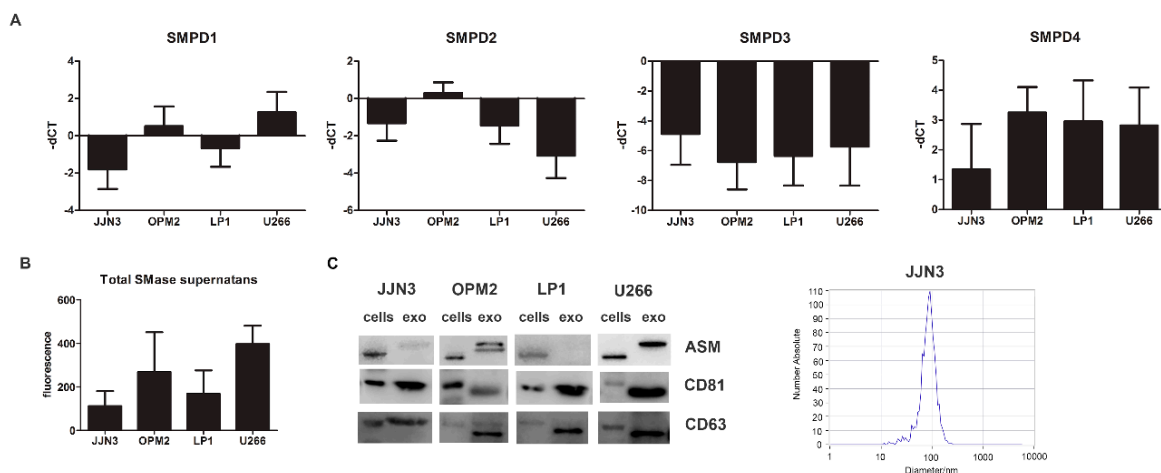 A
SMPD1
SMPD2
SMPD3
SMPD4
-dCT
4
2
0
-2
-4
JJN3 OPM2 LP1 U266
-dCT
2
0
-2
-4
-6
JJN3 OPM2 LP1 U266
-dCT
0
-2
-4
-6
-8
-10
JJN3 OPM2 LP1 U266
-dCT
5
4
3
2
1
0
JJN3 OPM2 LP1 U266
B
Total SMase supernatans
fluorescence
600
400
200
0
JJN3 OPM2 LP1 U266
C
JJN3 OPM2 LP1 U266
cells exo cells exo cells exo cells exo
ASM
CD81
CD63
JJN3
Number Absolute
110
100
90
80
70
60
50
40
30
20
10
0
1 10 100 1000 10000
Diameter/nm